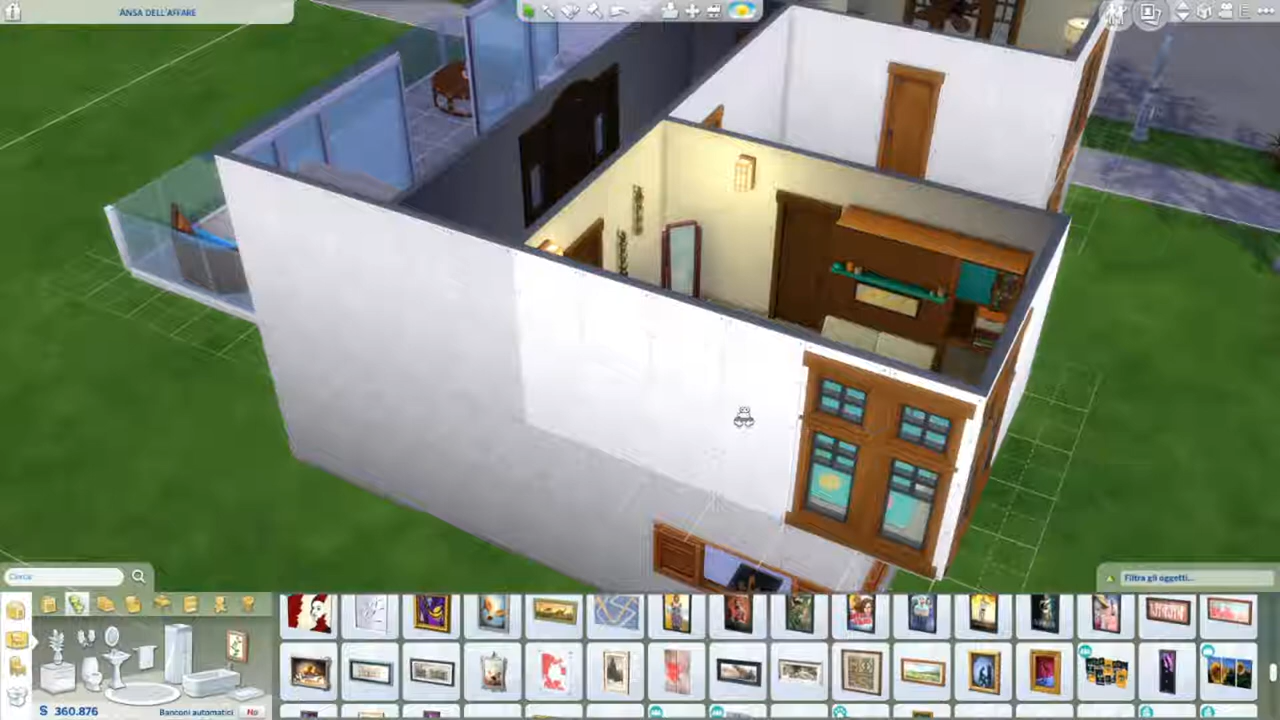 ANSA DELL'AFFARE
Cerca
Filtra gli oggetti...
§ 360.876
Banconi automatici No